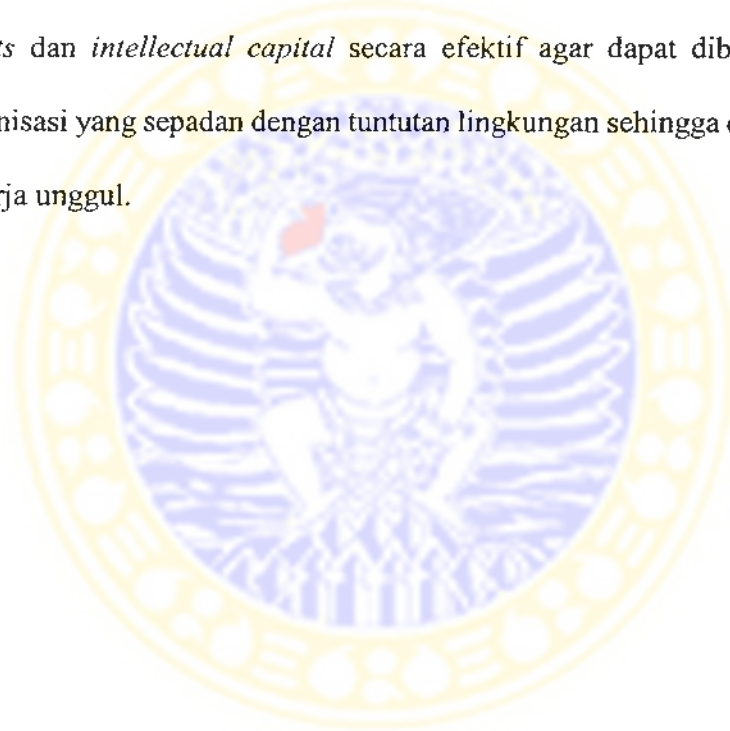 ts dan intellectual capital secara efektif agar dapat dib
nisasi yang sepadan dengan tuntutan lingkungan sehingga
rja unggul.